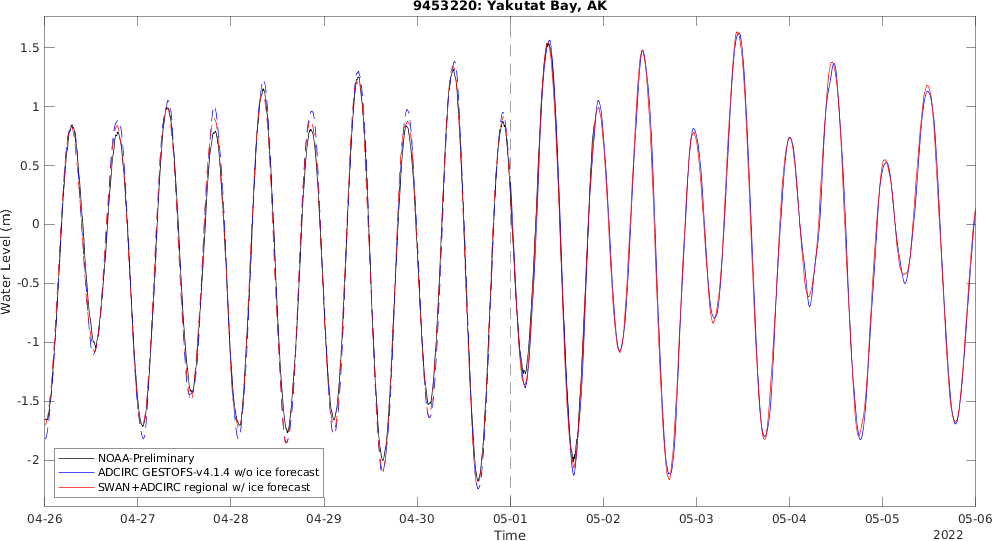 9453220: Yakutat Bay, AK
Water Level (m)
1.5
1
0.5
0
-0.5
-1
-1.5
-2
NOAA-Preliminary
ADCIRC GESTOFS-v4.1.4 w/o ice forecast
SWAN+ADCIRC regional w/ ice forecast
04-26 04-27 04-28 04-29 04-30 05-01 05-02 05-03 05-04 05-05 05-06
Time
2022